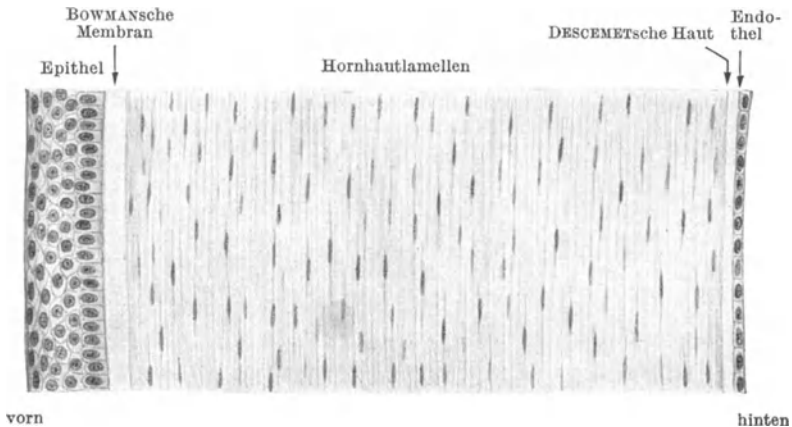 BOWMANsche
Membran
Epithel
Hornhautlamellen
DESCEMETsche Haut
Endo-
thel
vorn
hinten